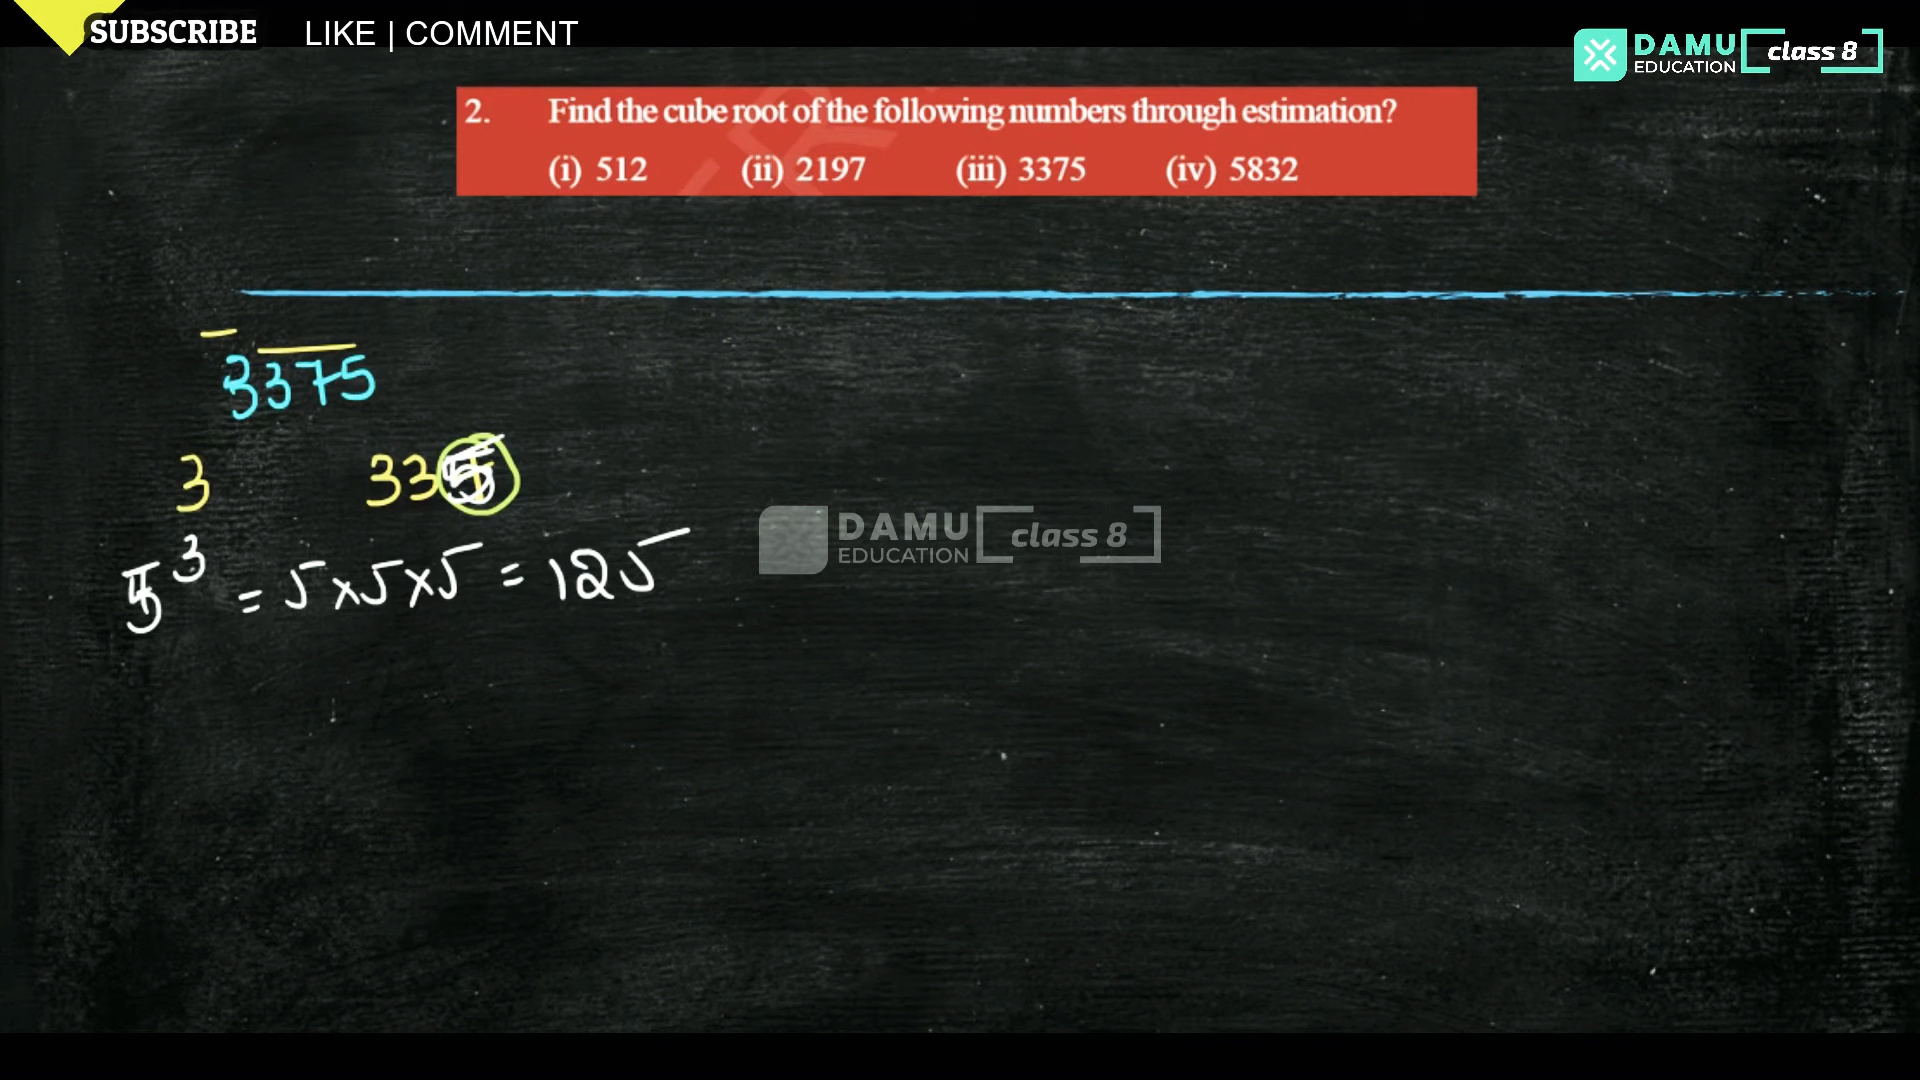 SUBSCRIBE LIKE | COMMENT
DAMU EDUCATION class 8
2. Find the cube root of the following numbers through estimation?
(i) 512 (ii) 2197 (iii) 3375 (iv) 5832
3375
3 335
DAMU EDUCATION class 8
5³ = 5×5×5 = 125